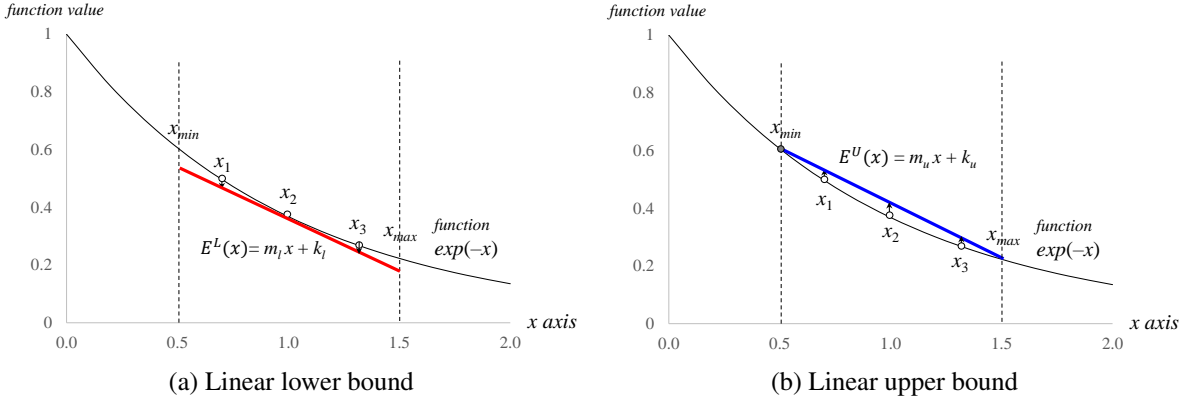 function value
1
0.8
0.6
0.4
0.2
0
x_min
x_1
x_2
x_3
x_max
E^L(x) = m_l x + k_l
function
exp(−x)
x axis
0.0 0.5 1.0 1.5 2.0
(a) Linear lower bound
function value
1
0.8
0.6
0.4
0.2
0
x_min
E^U(x) = m_u x + k_u
x_1
x_2
x_3
x_max
function
exp(−x)
x axis
0.0 0.5 1.0 1.5 2.0
(b) Linear upper bound